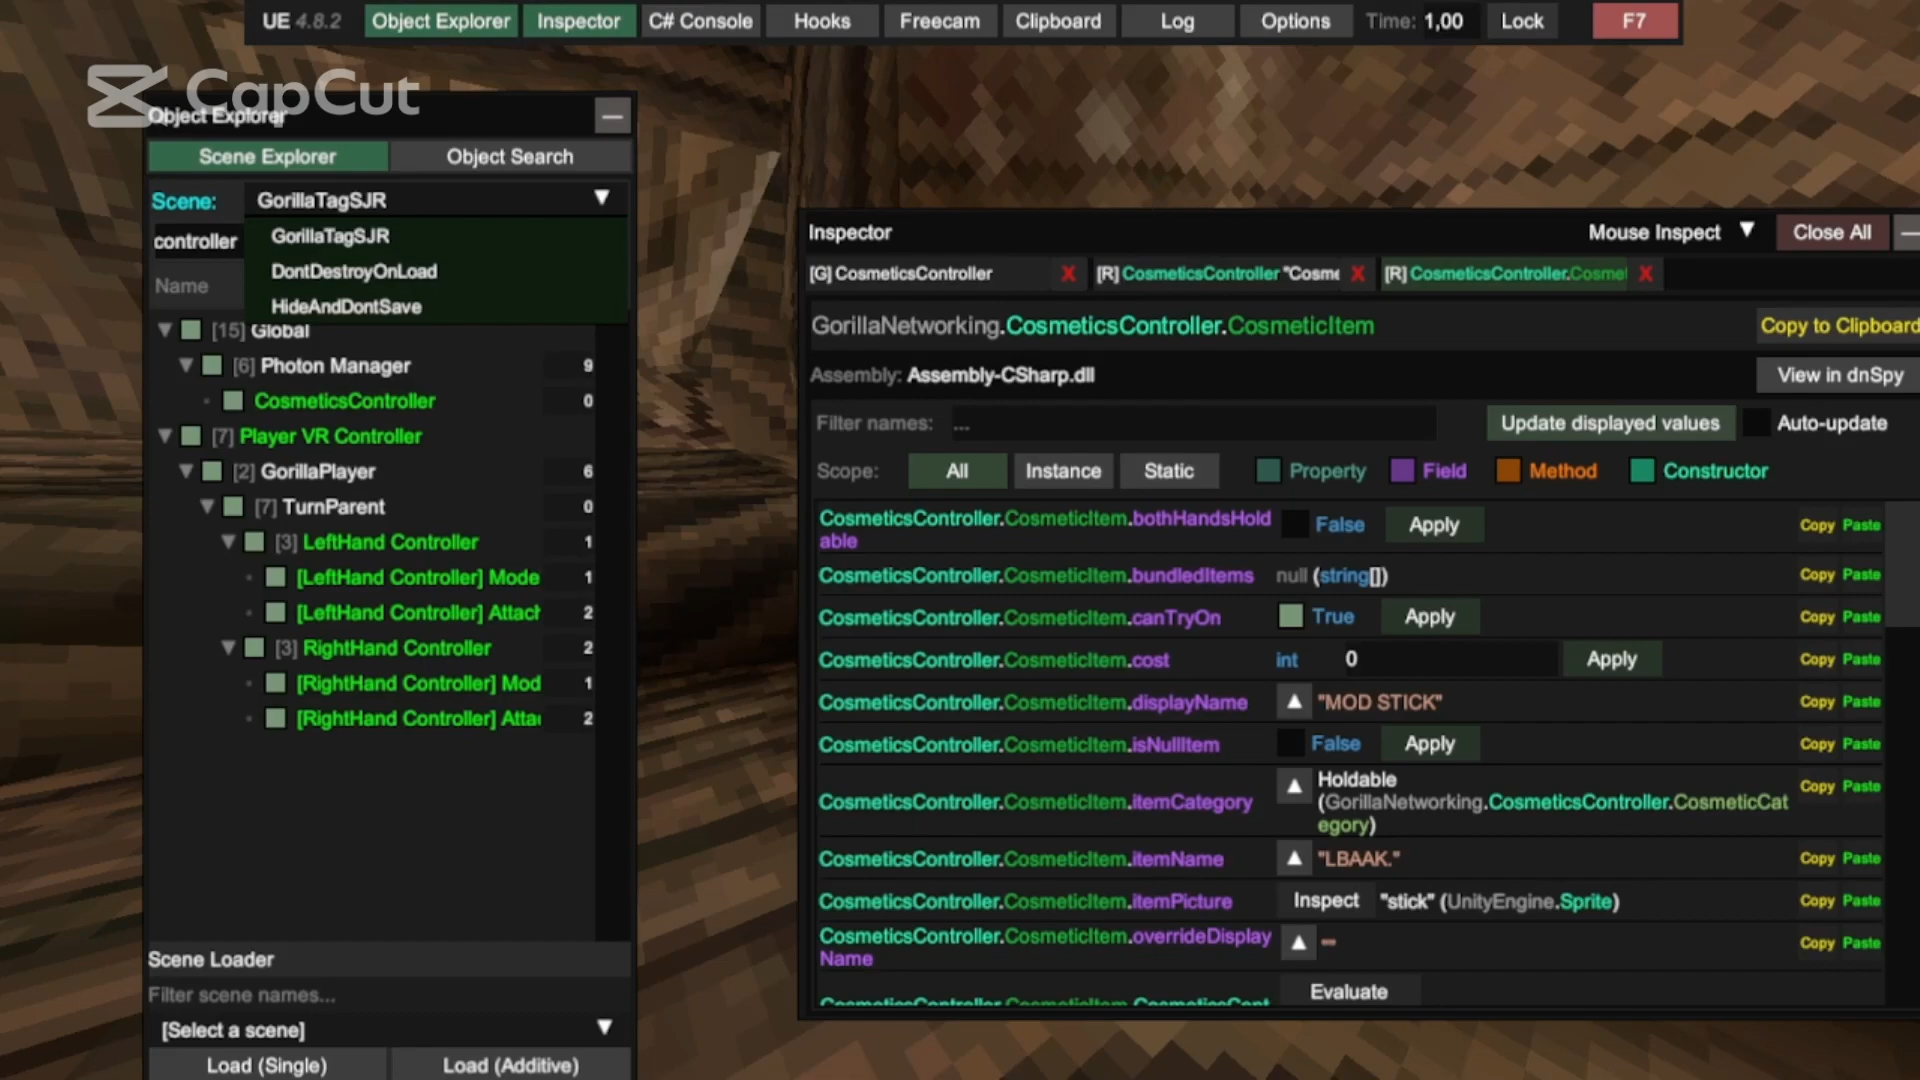 UE 4.8.2 Object Explorer Inspector C# Console Hooks Freecam Clipboard Log Options Time: 1,00 Lock F7
CapCut
Object Explorer
Scene Explorer Object Search
Scene: GorillaTagSJR ▼
controller
GorillaTagSJR
DontDestroyOnLoad
HideAndDontSave
Name
▼ [15] Global
▼ [6] Photon Manager 9
CosmeticsController 0
▼ [7] Player VR Controller
▼ [2] GorillaPlayer 6
▼ [7] TurnParent 0
▼ [3] LeftHand Controller 1
[LeftHand Controller] Mode 1
[LeftHand Controller] Attach 2
▼ [3] RightHand Controller 2
[RightHand Controller] Mod 1
[RightHand Controller] Atta 2
Scene Loader
Filter scene names...
[Select a scene] ▼
Load (Single) Load (Additive)
Inspector Mouse Inspect ▼ Close All —
[G] CosmeticsController X [R] CosmeticsController "Cosme X [R] CosmeticsController.Cosmet X
GorillaNetworking.CosmeticsController.CosmeticItem Copy to Clipboard
Assembly: Assembly-CSharp.dll View in dnSpy
Filter names: ... Update displayed values Auto-update
Scope: All Instance Static Property Field Method Constructor
CosmeticsController.CosmeticItem.bothHandsHold
able False Apply Copy Paste
CosmeticsController.CosmeticItem.bundledItems null (string[]) Copy Paste
CosmeticsController.CosmeticItem.canTryOn True Apply Copy Paste
CosmeticsController.CosmeticItem.cost int 0 Apply Copy Paste
CosmeticsController.CosmeticItem.displayName ▲ "MOD STICK" Copy Paste
CosmeticsController.CosmeticItem.isNullItem False Apply Copy Paste
CosmeticsController.CosmeticItem.itemCategory ▲ Holdable
(GorillaNetworking.CosmeticsController.CosmeticCat
egory) Copy Paste
CosmeticsController.CosmeticItem.itemName ▲ "LBAAK." Copy Paste
CosmeticsController.CosmeticItem.itemPicture Inspect "stick" (UnityEngine.Sprite) Copy Paste
CosmeticsController.CosmeticItem.overrideDisplay
Name ▲ "" Copy Paste
CosmeticsController.CosmeticItem.CosmeticsCont Evaluate